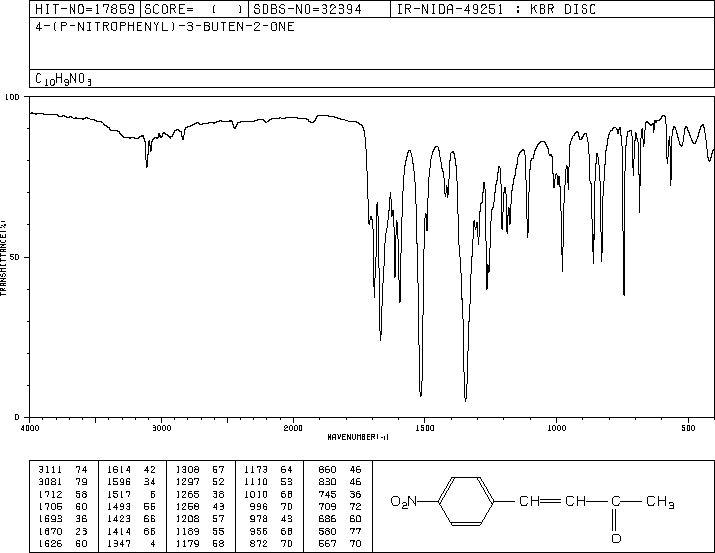 HIT-NO=17859 SCORE= ( ) SDBS-NO=32394 IR-NIDA-49251 : KBR DISC
4-(P-NITROPHENYL)-3-BUTEN-2-ONE
C10H9NO3
100
50
0
TRANSMITTANCE(%)
4000 3000 2000 1500 1000 500
WAVENUMBER(-1)
3111 74 1614 42 1308 57 1173 64 860 46
3081 79 1596 34 1297 52 1110 53 830 46
1712 58 1517 6 1265 38 1010 68 745 36
1706 60 1493 66 1258 43 996 70 709 72
1693 36 1423 66 1208 57 978 43 686 60
1670 23 1414 66 1189 55 956 68 580 77
1626 60 1347 4 1179 58 872 70 567 70
O2N CH CH C CH3
O